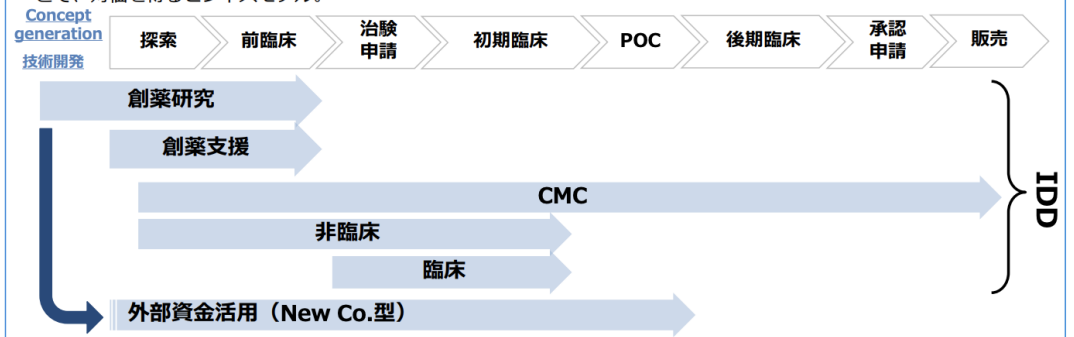 Concept
generation
技術開発
探索
前臨床
治験
申請
初期臨床
POC
後期臨床
承認
申請
販売
創薬研究
創薬支援
CMC
非臨床
臨床
外部資金活用（New Co.型）
IDD